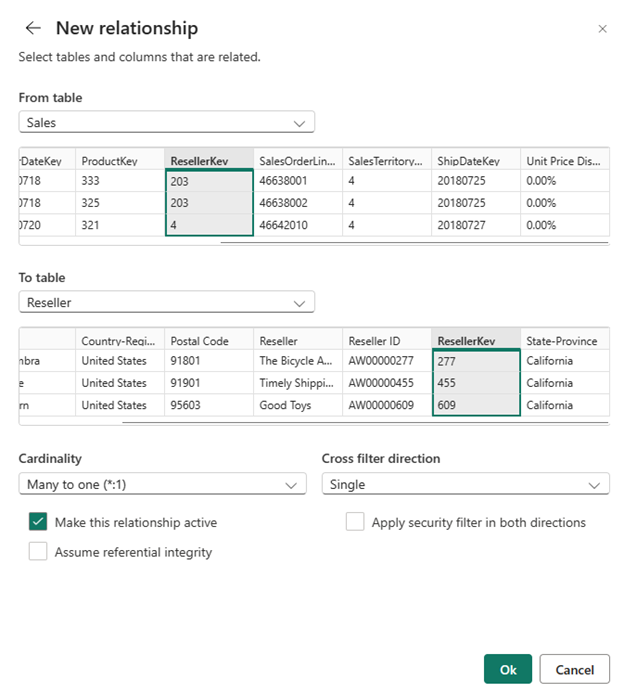 New relationship
Select tables and columns that are related.
From table
Sales
DateKey ProductKey ResellerKey SalesOrderLin... SalesTerritory... ShipDateKey Unit Price Dis...
0718 333 203 46638001 4 20180725 0.00%
0718 325 203 46638002 4 20180725 0.00%
0720 321 4 46642010 4 20180727 0.00%
To table
Reseller
Country-Regi... Postal Code Reseller Reseller ID ResellerKey State-Province
mbra United States 91801 The Bicycle A... AW00000277 277 California
e United States 91901 Timely Shippi... AW00000455 455 California
rn United States 95603 Good Toys AW00000609 609 California
Cardinality Cross filter direction
Many to one (*:1) Single
Make this relationship active Apply security filter in both directions
Assume referential integrity
Ok Cancel